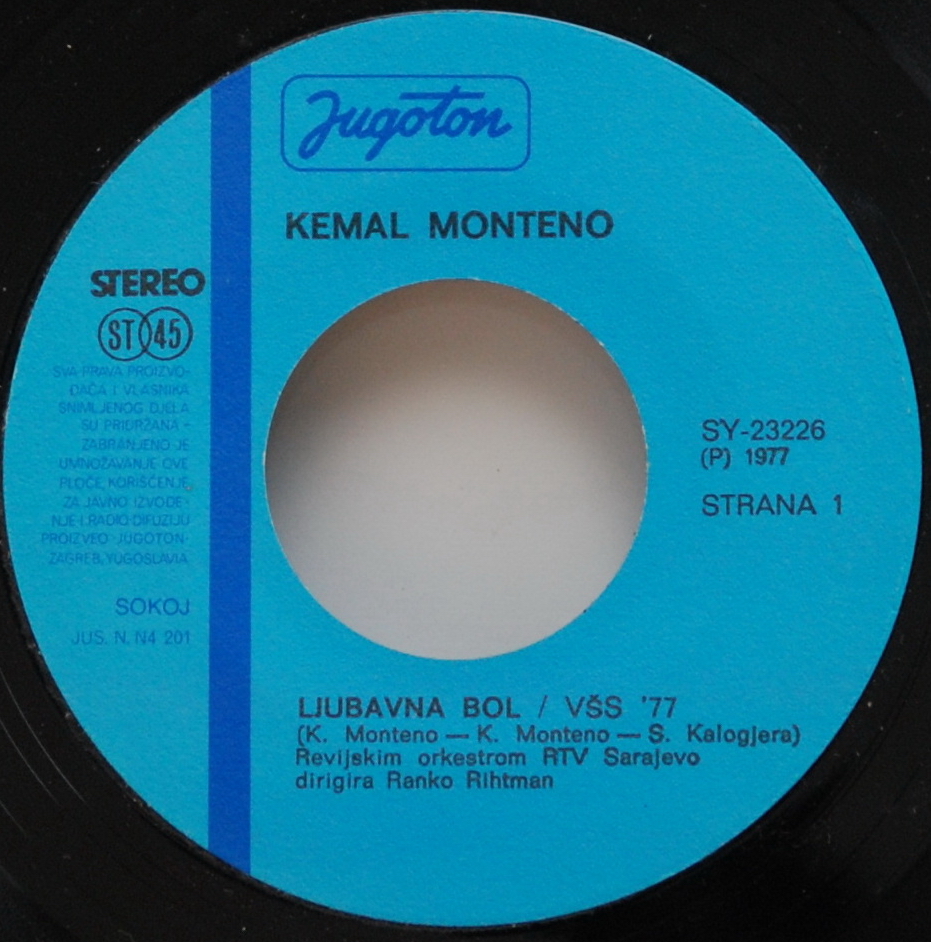 Jugoton
KEMAL MONTENO
STEREO
ST 45
SVA PRAVA PROIZVO-
ĐAČA I VLASNIKA
SNIMLJENOG DJELA
SU PRIDRŽANA -
ZABRANJENO JE
UMNOŽAVANJE OVE
PLOČE, KORIŠĆENJE
ZA JAVNO IZVOĐE-
NJE I RADIO DIFUZIJU
PROIZVEO JUGOTON-
ZAGREB, YUGOSLAVIA
SOKOJ
JUS. N. N4 201
SY-23226
(P) 1977
STRANA 1
LJUBAVNA BOL / VŠS '77
(K. Monteno — K. Monteno — S. Kalogjera)
Revijskim orkestrom RTV Sarajevo
dirigira Ranko Rihtman